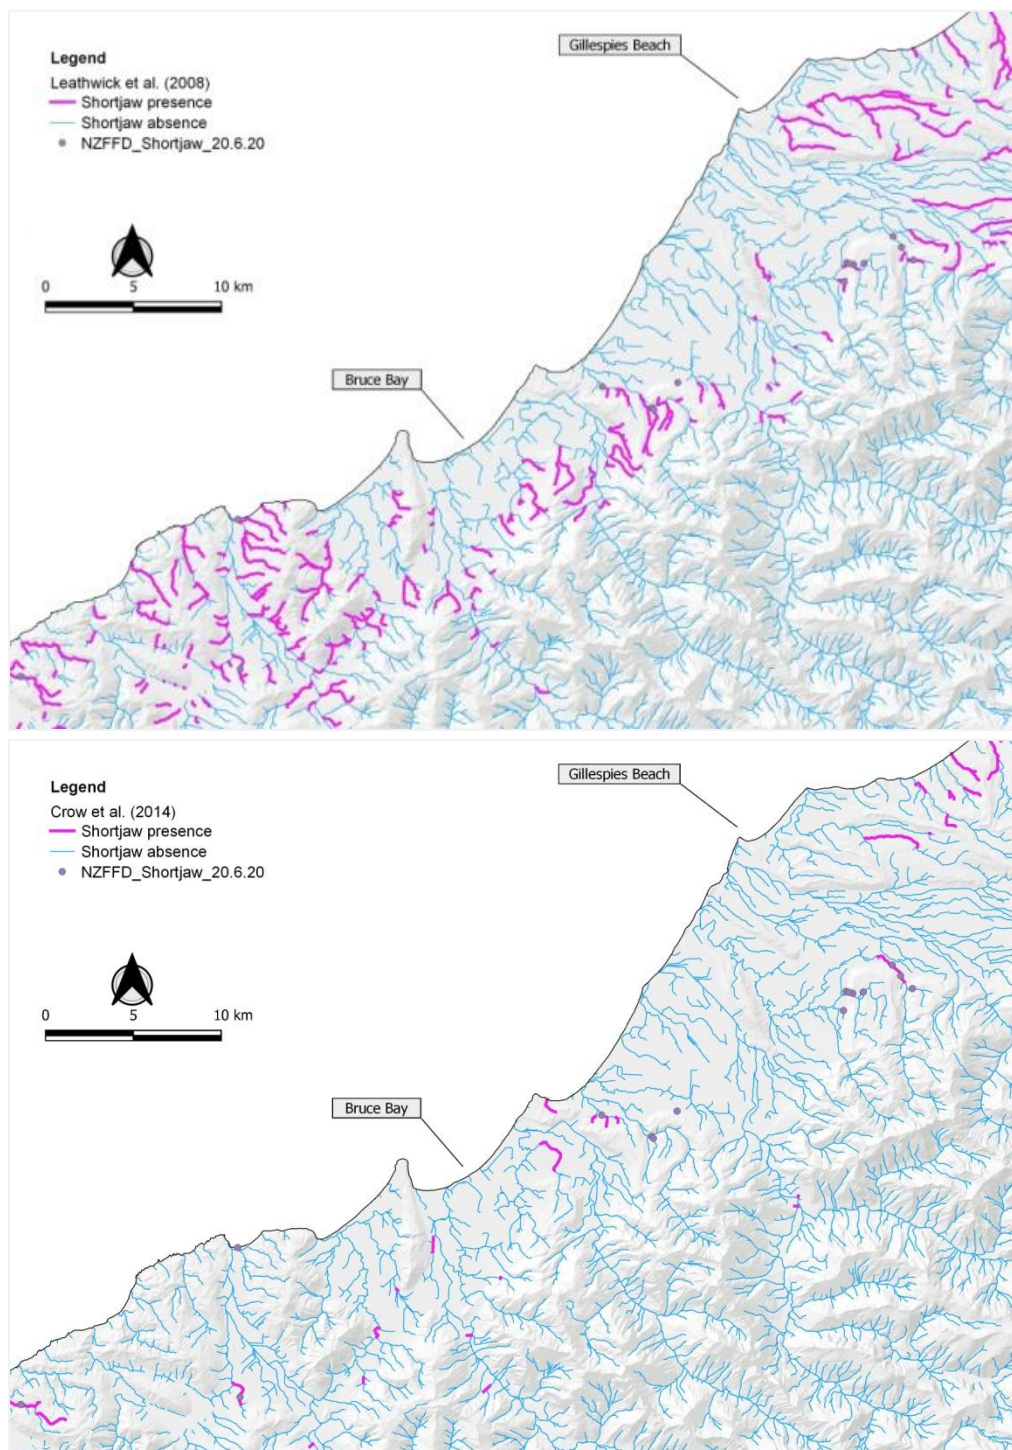 Gillespies Beach
Legend
Leathwick et al. (2008)
Shortjaw presence
Shortjaw absence
NZFFD_Shortjaw_20.6.20
0 5 10 km
Bruce Bay
Gillespies Beach
Legend
Crow et al. (2014)
Shortjaw presence
Shortjaw absence
NZFFD_Shortjaw_20.6.20
0 5 10 km
Bruce Bay